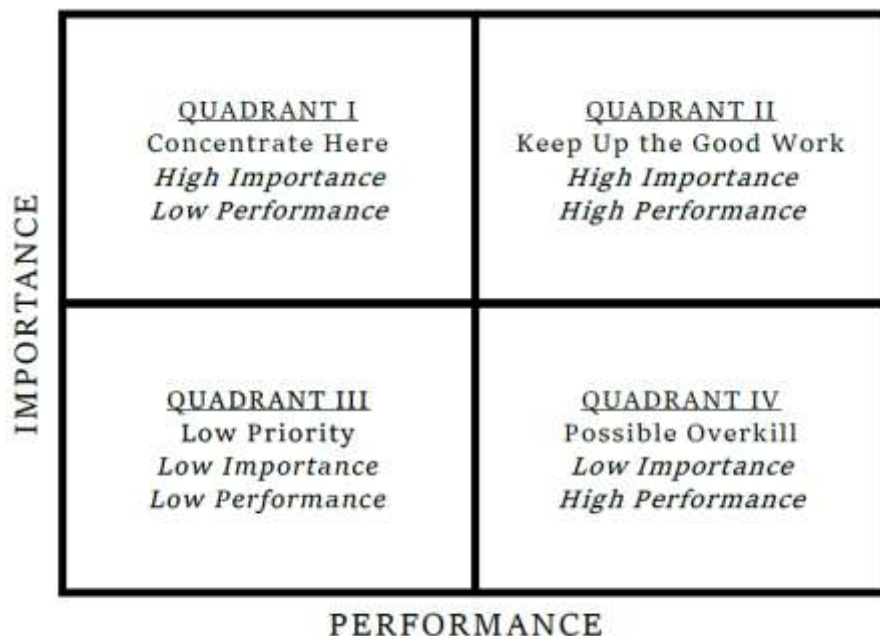 QUADRANT I
Concentrate Here
High Importance
Low Performance
QUADRANT II
Keep Up the Good Work
High Importance
High Performance
IMPORTANCE
QUADRANT III
Low Priority
Low Importance
Low Performance
QUADRANT IV
Possible Overkill
Low Importance
High Performance
PERFORMANCE